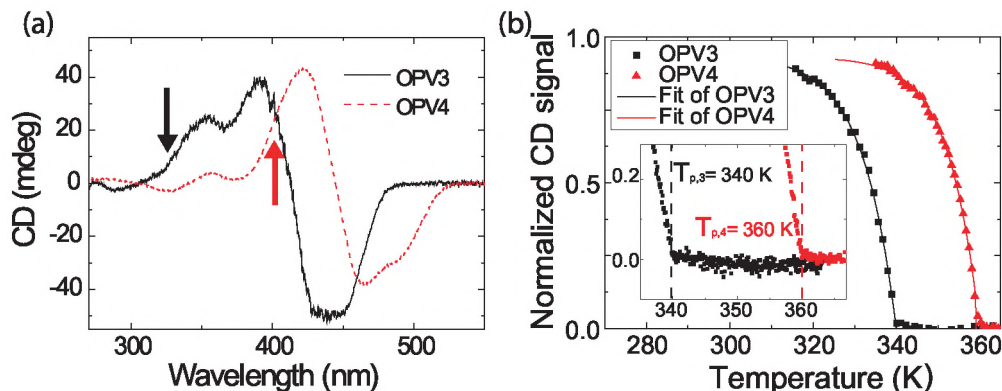 (a)
40
20
0
-20
-40
CD (mdeg)
300
400
500
Wavelength (nm)
OPV3
OPV4
(b)
1.0
0.5
0.0
Normalized CD signal
280
300
320
340
360
Temperature (K)
OPV3
OPV4
Fit of OPV3
Fit of OPV4
0.2
0.0
340
350
360
Tp,3= 340 K
Tp,4= 360 K